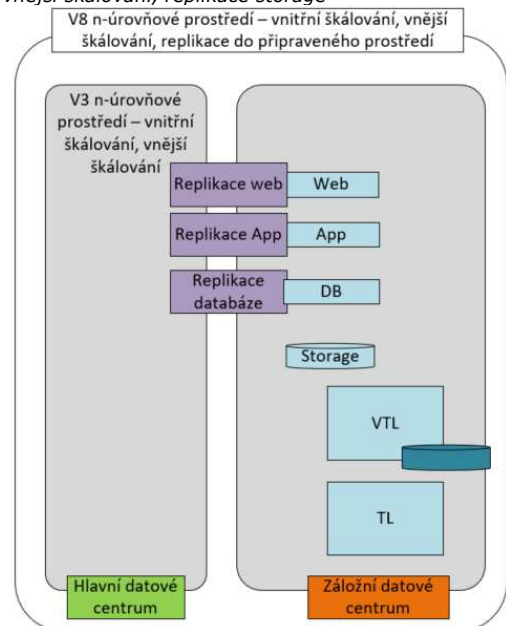 vnější škálování, replikace Storage
V8 n-úrovňové prostředí – vnitřní škálování, vnější
škálování, replikace do připraveného prostředí
V3 n-úrovňové
prostředí – vnitřní
škálování, vnější
škálování
Replikace web
Web
Replikace App
App
Replikace
databáze
DB
Storage
VTL
TL
Hlavní datové
centrum
Záložní datové
centrum